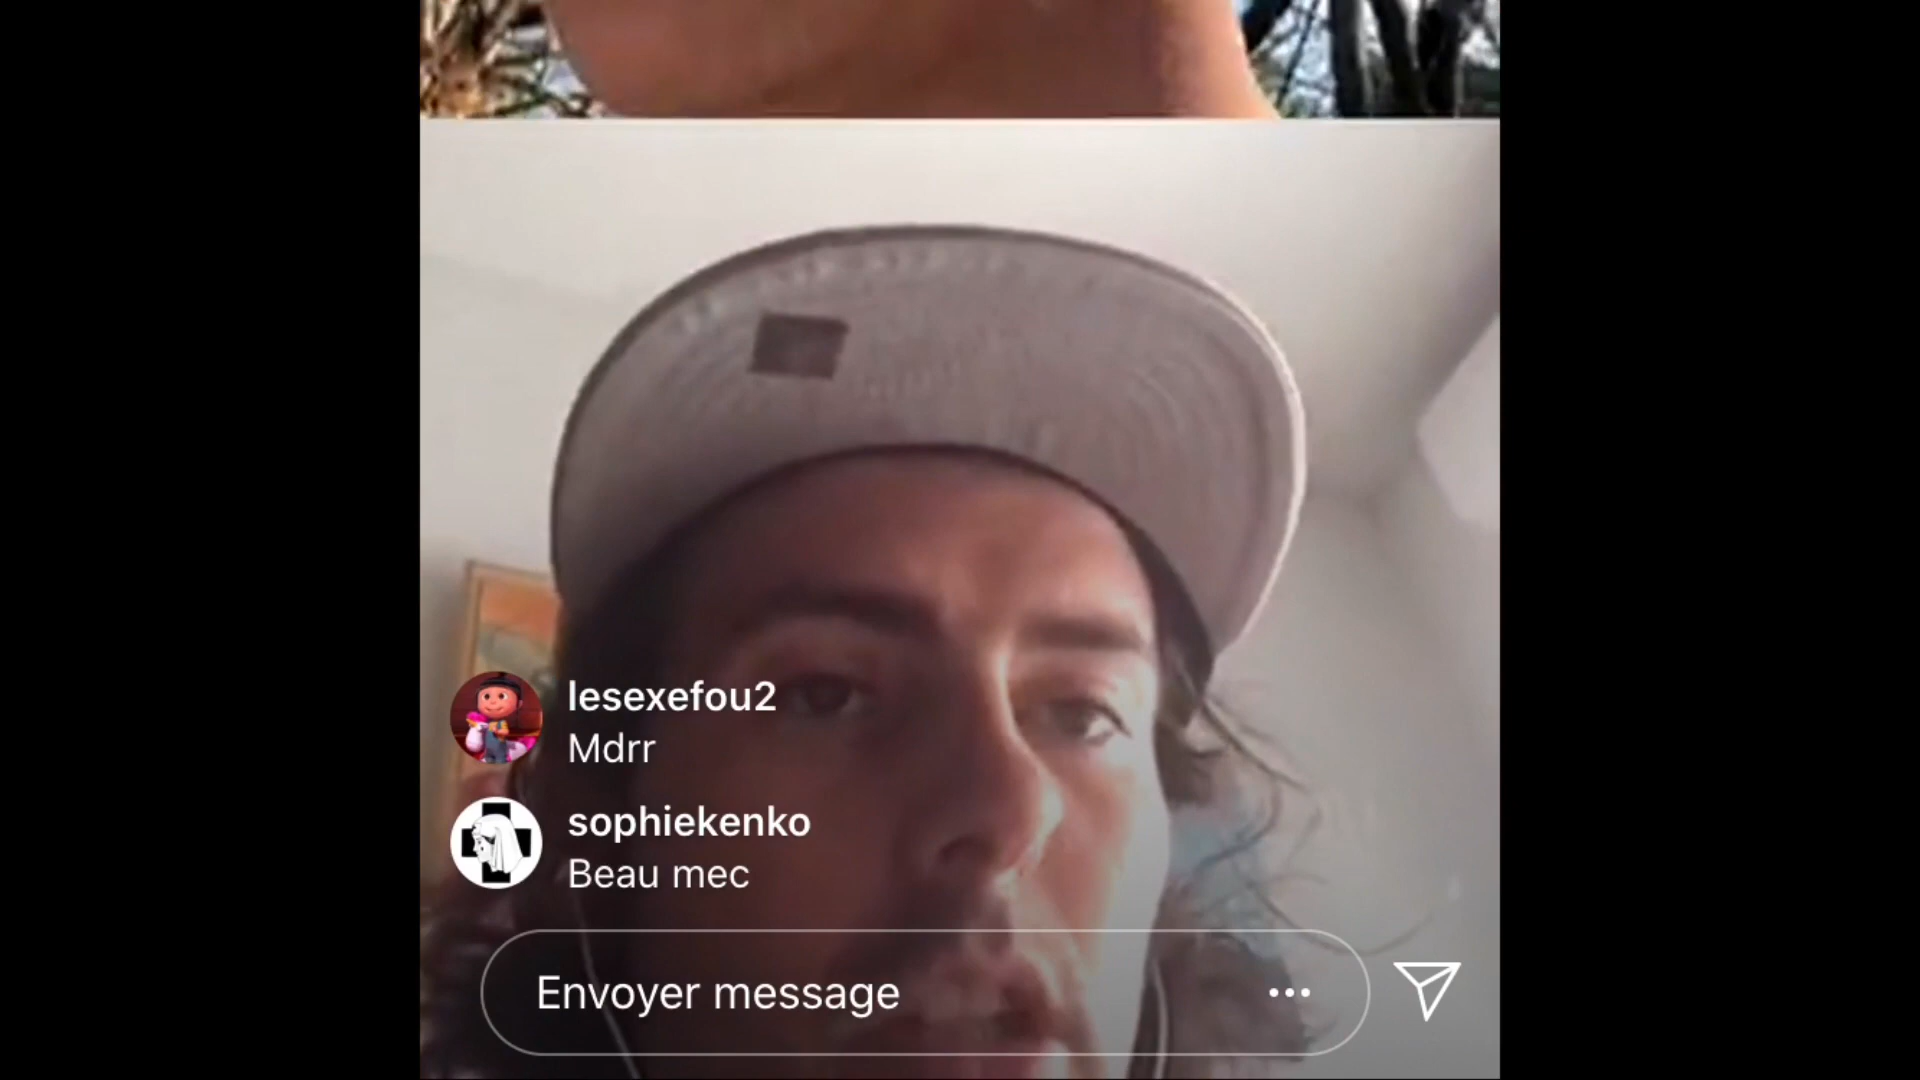 lesexefou2
Mdrr
sophiekenko
Beau mec
Envoyer message